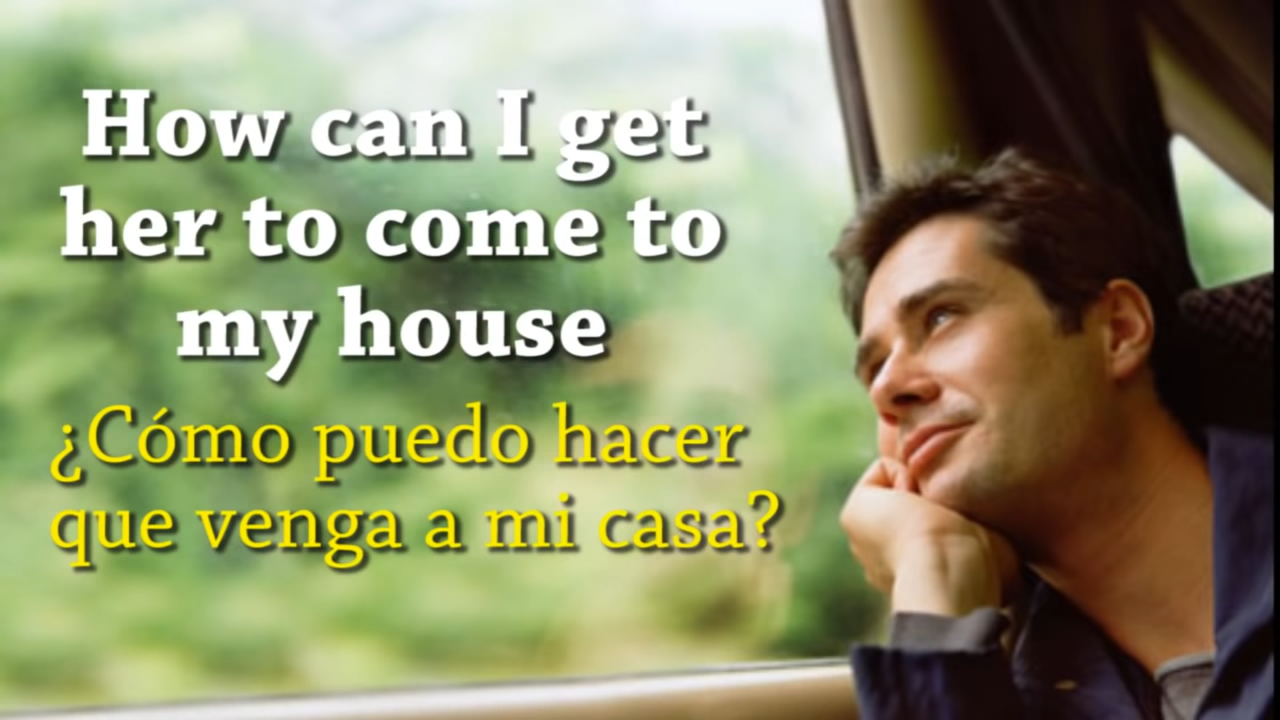 How can I get
her to come to
my house
¿Cómo puedo hacer
que venga a mi casa?